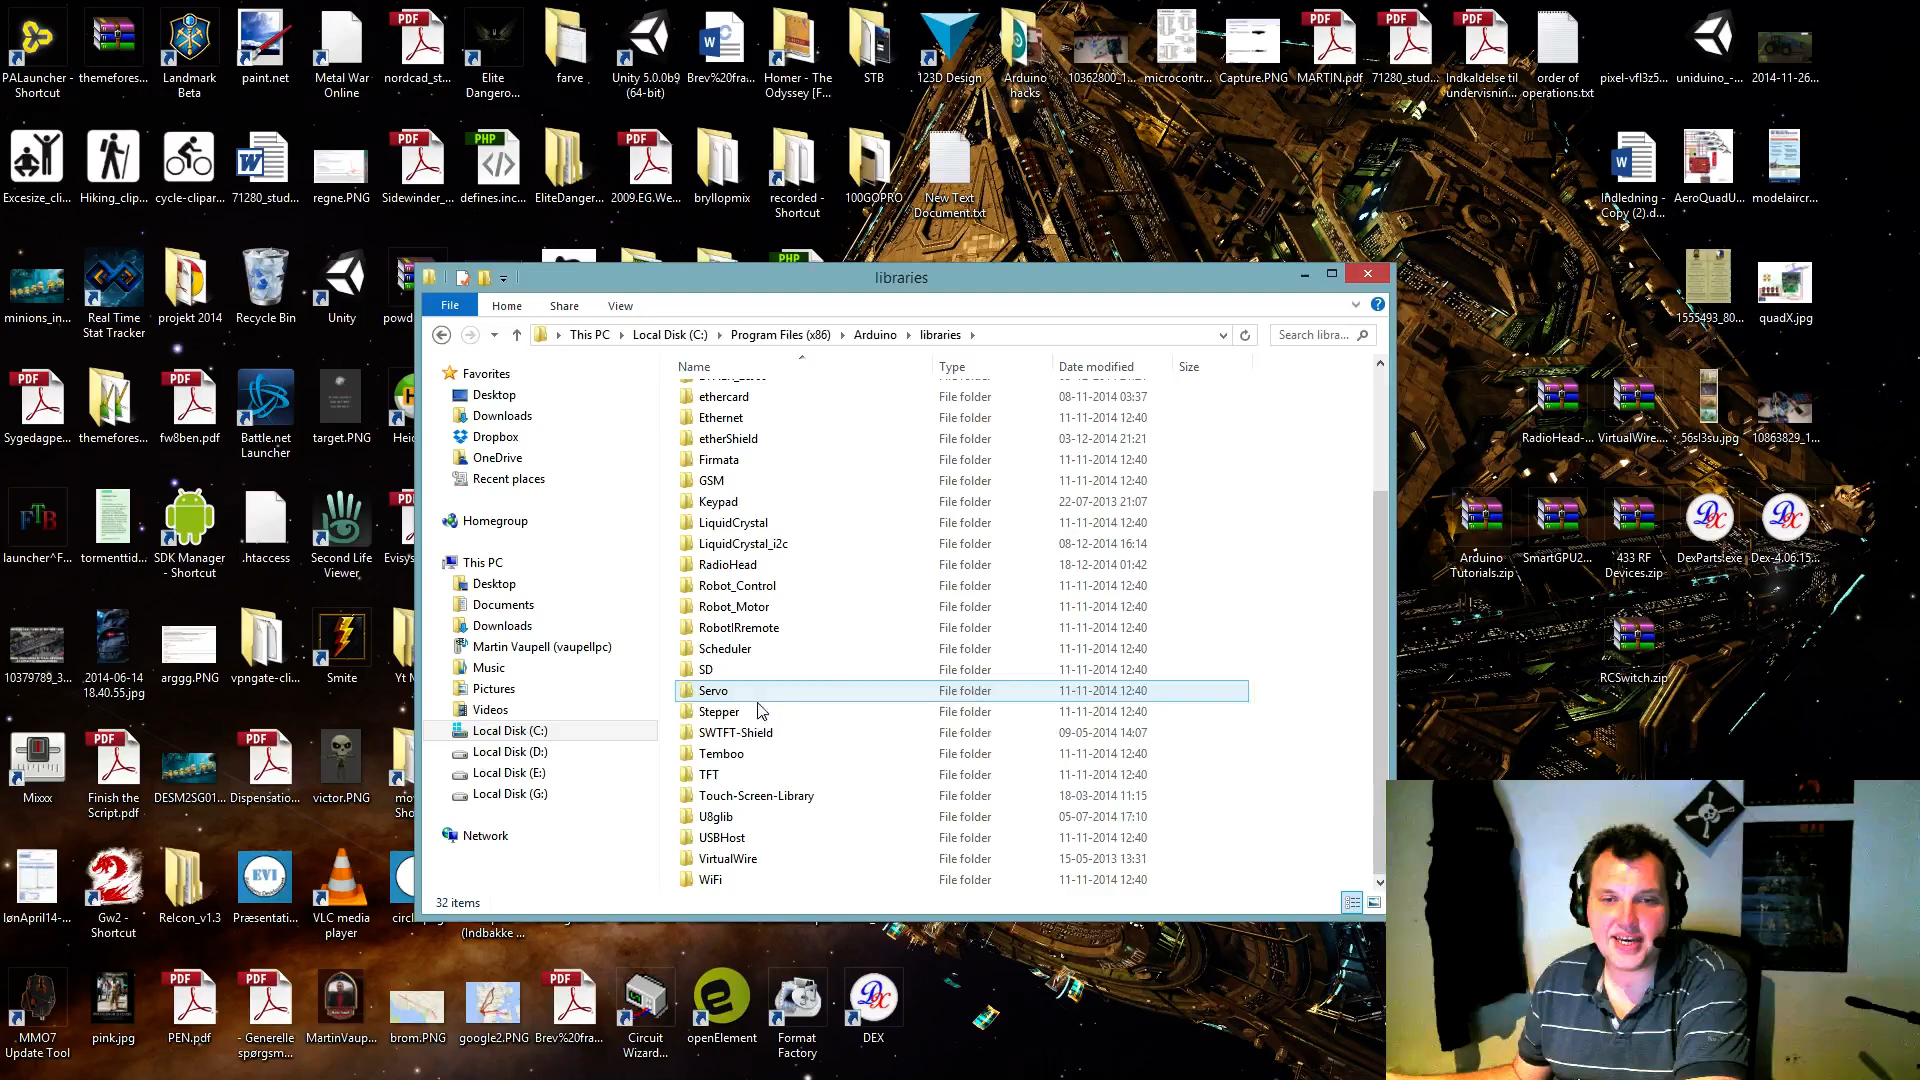 PALauncher - Shortcut
themefores...
Landmark Beta
paint.net
Metal War Online
nordcad_st...
Elite Dangero...
farve
Unity 5.0.0b9 (64-bit)
Brev%20fra...
Homer - The Odyssey [F...
STB
123D Design
Arduino hacks
10362800_1...
microcontr...
Capture.PNG
MARTIN.pdf
71280_stud...
Indkaldelse til undervisnin...
order of operations.txt
pixel-vfl3z5...
uniduino_-...
2014-11-26...
Excesize_cli...
Hiking_clip...
cycle-clipar...
71280_stud...
regne.PNG
Sidewinder_...
defines.inc...
EliteDanger...
2009.EG.We...
bryllopmix
recorded - Shortcut
100GOPRO
New Text Document.txt
Indledning - Copy (2).d...
AeroQuadU...
modelaircr...
minions_in...
Real Time Stat Tracker
projekt 2014
Recycle Bin
Unity
powd
1555493_80...
quadX.jpg
libraries
File
Home
Share
View
This PC
Local Disk (C:)
Program Files (x86)
Arduino
libraries
Search libra...
Name
Type
Date modified
Size
ethercard File folder 08-11-2014 03:37
Ethernet File folder 11-11-2014 12:40
etherShield File folder 03-12-2014 21:21
Firmata File folder 11-11-2014 12:40
GSM File folder 11-11-2014 12:40
Keypad File folder 22-07-2013 21:07
LiquidCrystal File folder 11-11-2014 12:40
LiquidCrystal_i2c File folder 08-12-2014 16:14
RadioHead File folder 18-12-2014 01:42
Robot_Control File folder 11-11-2014 12:40
Robot_Motor File folder 11-11-2014 12:40
RobotIRremote File folder 11-11-2014 12:40
Scheduler File folder 11-11-2014 12:40
SD File folder 11-11-2014 12:40
Servo File folder 11-11-2014 12:40
Stepper File folder 11-11-2014 12:40
SWTFT-Shield File folder 09-05-2014 14:07
Temboo File folder 11-11-2014 12:40
TFT File folder 11-11-2014 12:40
Touch-Screen-Library File folder 18-03-2014 11:15
U8glib File folder 05-07-2014 17:10
USBHost File folder 11-11-2014 12:40
VirtualWire File folder 15-05-2013 13:31
WiFi File folder 11-11-2014 12:40
32 items
Favorites
Desktop
Downloads
Dropbox
OneDrive
Recent places
Homegroup
This PC
Desktop
Documents
Downloads
Martin Vaupell (vaupellpc)
Music
Pictures
Videos
Local Disk (C:)
Local Disk (D:)
Local Disk (E:)
Local Disk (G:)
Network
Sygedagpe...
themefores...
fw8ben.pdf
Battle.net Launcher
target.PNG
Heid
RadioHead-...
VirtualWire....
56sl3su.jpg
10863829_1...
launcher^F...
tormenttid...
SDK Manager - Shortcut
.htaccess
Second Life Viewer
Evisy's
Arduino Tutorials.zip
SmartGPU2...
433 RF Devices.zip
DexParts.exe
Dex-4.06.15...
10379789_3...
2014-06-14 18.40.55.jpg
arggg.PNG
vpngate-cli...
Smite
Yt M
RCSwitch.zip
Mixxx
Finish the Script.pdf
DESM2SG01...
Dispensatio...
victor.PNG
lønApril14-...
Gw2 - Shortcut
Relcon_v1.3
Præsentati...
VLC media player
circ
(Indbakke ...
MMO7 Update Tool
pink.jpg
PEN.pdf
- Generelle spørgsm...
MartinVaup...
brom.PNG
google2.PNG
Brev%20fra...
Circuit Wizard...
openElement
Format Factory
DEX